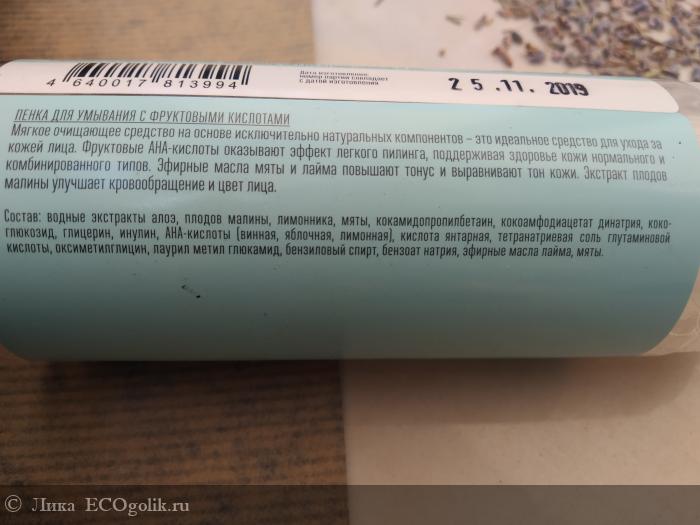 4 640017 813994
Дата изготовления:
номер партии совпадает
с датой изготовления
25.11.2019
ПЕНКА ДЛЯ УМЫВАНИЯ С ФРУКТОВЫМИ КИСЛОТАМИ
Мягкое очищающее средство на основе исключительно натуральных компонентов – это идеальное средство для ухода за
кожей лица. Фруктовые АНА-кислоты оказывают эффект легкого пилинга, поддерживая здоровье кожи нормального и
комбинированного типов. Эфирные масла мяты и лайма повышают тонус и выравнивают тон кожи. Экстракт плодов
малины улучшает кровообращение и цвет лица.
Состав: водные экстракты алоэ, плодов малины, лимонника, мяты, кокамидопропилбетаин, кокоамфодиацетат динатрия, коко-
глюкозид, глицерин, инулин, АНА-кислоты (винная, яблочная, лимонная), кислота янтарная, тетранатриевая соль глутаминовой
кислоты, оксиметилглицин, лаурил метил глюкамид, бензиловый спирт, бензоат натрия, эфирные масла лайма, мяты.
© Лика ECOgolik.ru